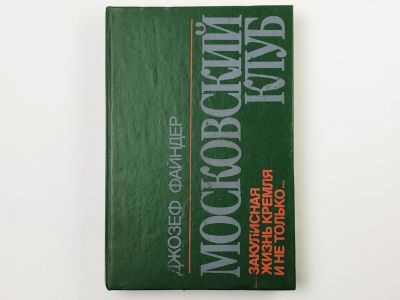 ДЖОЗЕФ ФАЙНДЕР
МОСКОВСКИЙ
КЛУБ
ЗАКУЛИСНАЯ
ЖИЗНЬ КРЕМЛЯ
И НЕ ТОЛЬКО...